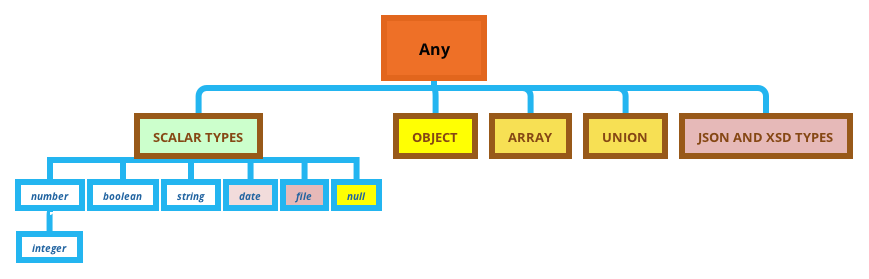 Any
SCALAR TYPES
OBJECT
ARRAY
UNION
JSON AND XSD TYPES
number
boolean
string
date
file
null
integer